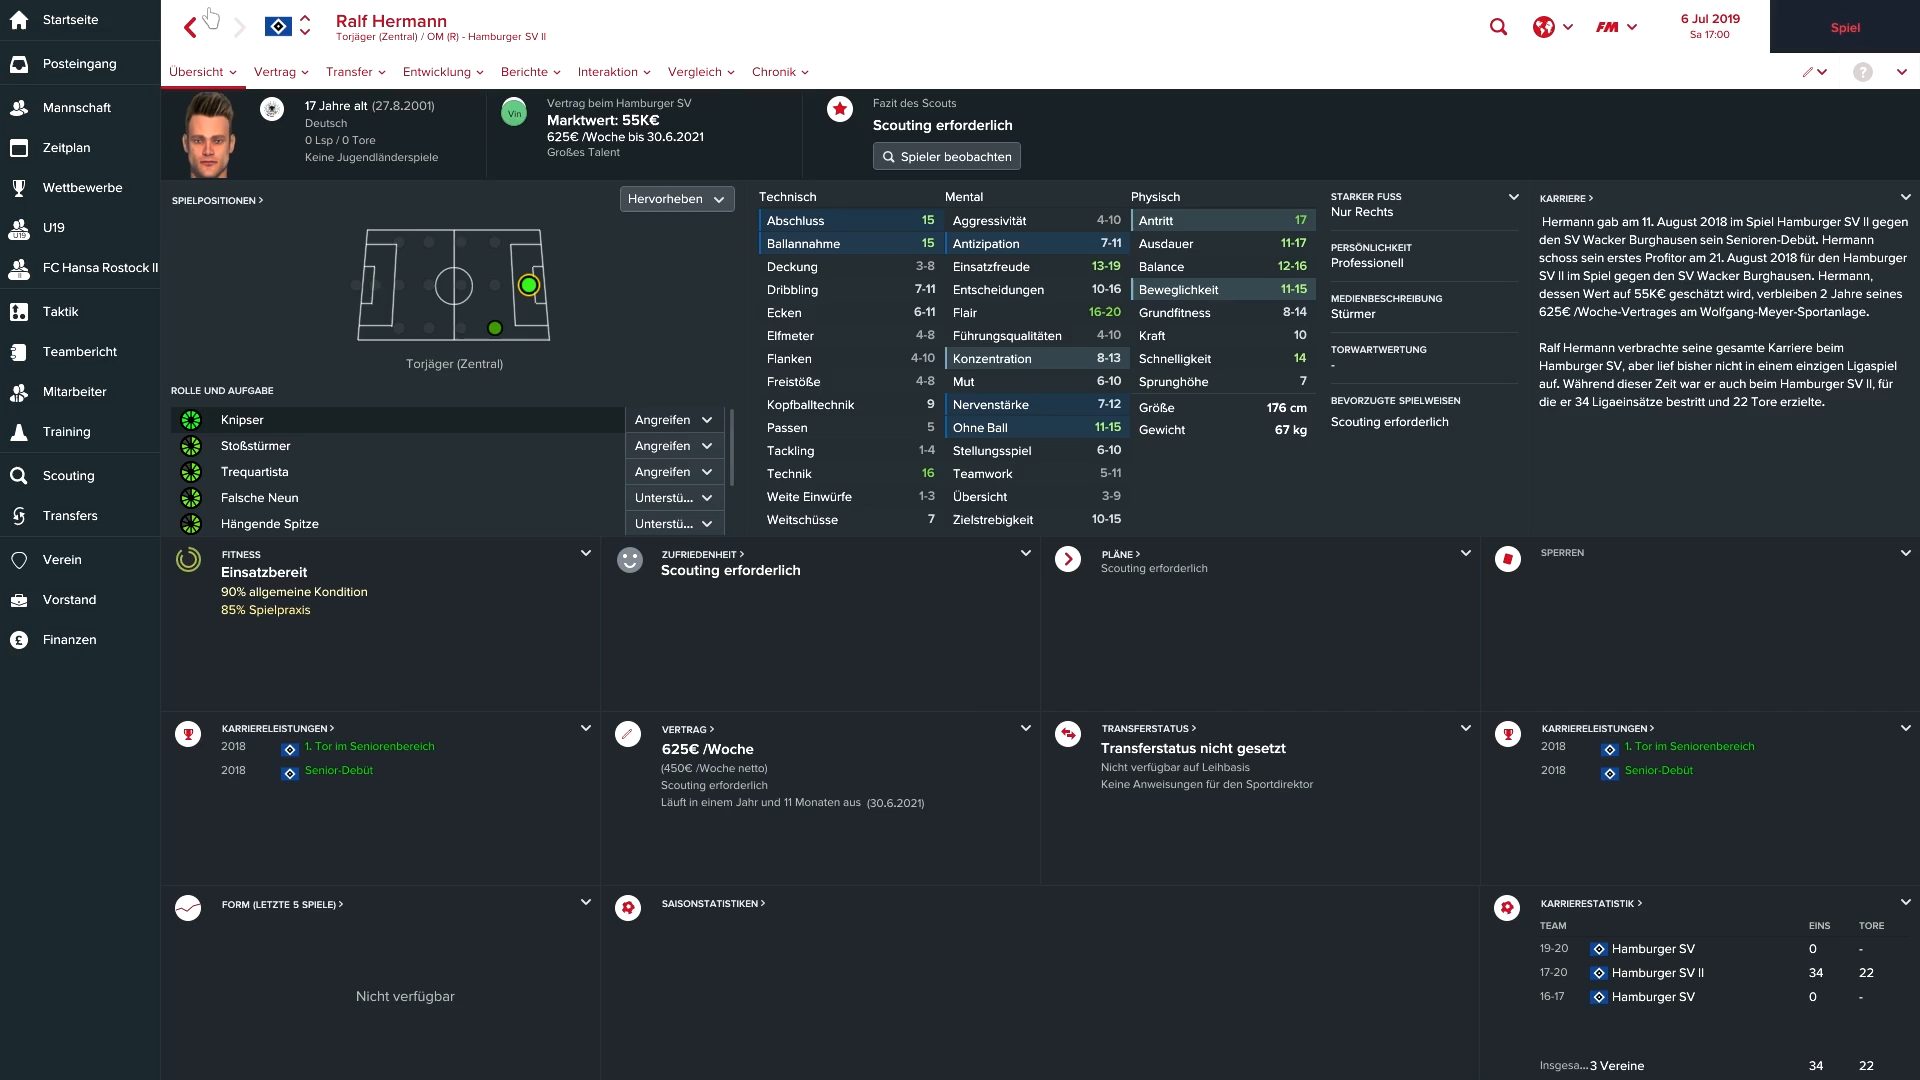 Startseite
Posteingang
Mannschaft
Zeitplan
Wettbewerbe
U19
FC Hansa Rostock II
Taktik
Teambericht
Mitarbeiter
Training
Scouting
Transfers
Verein
Vorstand
Finanzen
Ralf Hermann
Torjäger (Zentral) / OM (R) - Hamburger SV II
FM
6 Jul 2019
Sa 17:00
Spiel
Übersicht Vertrag Transfer Entwicklung Berichte Interaktion Vergleich Chronik
17 Jahre alt (27.8.2001)
Deutsch
0 Lsp / 0 Tore
Keine Jugendländerspiele
Vin
Vertrag beim Hamburger SV
Marktwert: 55K€
625€ /Woche bis 30.6.2021
Großes Talent
Fazit des Scouts
Scouting erforderlich
Spieler beobachten
SPIELPOSITIONEN >
Hervorheben
Torjäger (Zentral)
ROLLE UND AUFGABE
Knipser Angreifen
Stoßstürmer Angreifen
Trequartista Angreifen
Falsche Neun Unterstü...
Hängende Spitze Unterstü...
Technisch
Abschluss 15
Ballannahme 15
Deckung 3-8
Dribbling 7-11
Ecken 6-11
Elfmeter 4-8
Flanken 4-10
Freistöße 4-8
Kopfballtechnik 9
Passen 5
Tackling 1-4
Technik 16
Weite Einwürfe 1-3
Weitschüsse 7
Mental
Aggressivität 4-10
Antizipation 7-11
Einsatzfreude 13-19
Entscheidungen 10-16
Flair 16-20
Führungsqualitäten 4-10
Konzentration 8-13
Mut 6-10
Nervenstärke 7-12
Ohne Ball 11-15
Stellungsspiel 6-10
Teamwork 5-11
Übersicht 3-9
Zielstrebigkeit 10-15
Physisch
Antritt 17
Ausdauer 11-17
Balance 12-16
Beweglichkeit 11-15
Grundfitness 8-14
Kraft 10
Schnelligkeit 14
Sprunghöhe 7
Größe 176 cm
Gewicht 67 kg
STARKER FUSS
Nur Rechts
PERSÖNLICHKEIT
Professionell
MEDIENBESCHREIBUNG
Stürmer
TORWARTWERTUNG
-
BEVORZUGTE SPIELWEISEN
Scouting erforderlich
KARRIERE >
Hermann gab am 11. August 2018 im Spiel Hamburger SV II gegen
den SV Wacker Burghausen sein Senioren-Debüt. Hermann
schoss sein erstes Profitor am 21. August 2018 für den Hamburger
SV II im Spiel gegen den SV Wacker Burghausen. Hermann,
dessen Wert auf 55K€ geschätzt wird, verbleiben 2 Jahre seines
625€ /Woche-Vertrages am Wolfgang-Meyer-Sportanlage.
Ralf Hermann verbrachte seine gesamte Karriere beim
Hamburger SV, aber lief bisher nicht in einem einzigen Ligaspiel
auf. Während dieser Zeit war er auch beim Hamburger SV II, für
die er 34 Ligaeinsätze bestritt und 22 Tore erzielte.
FITNESS
Einsatzbereit
90% allgemeine Kondition
85% Spielpraxis
ZUFRIEDENHEIT >
Scouting erforderlich
PLÄNE >
Scouting erforderlich
SPERREN
KARRIERELEISTUNGEN >
2018 1. Tor im Seniorenbereich
2018 Senior-Debüt
VERTRAG >
625€ /Woche
(450€ /Woche netto)
Scouting erforderlich
Läuft in einem Jahr und 11 Monaten aus (30.6.2021)
TRANSFERSTATUS >
Transferstatus nicht gesetzt
Nicht verfügbar auf Leihbasis
Keine Anweisungen für den Sportdirektor
KARRIERELEISTUNGEN >
2018 1. Tor im Seniorenbereich
2018 Senior-Debüt
FORM (LETZTE 5 SPIELE) >
Nicht verfügbar
SAISONSTATISTIKEN >
KARRIERESTATISTIK >
TEAM EINS TORE
19-20 Hamburger SV 0 -
17-20 Hamburger SV II 34 22
16-17 Hamburger SV 0 -
Insgesa... 3 Vereine 34 22